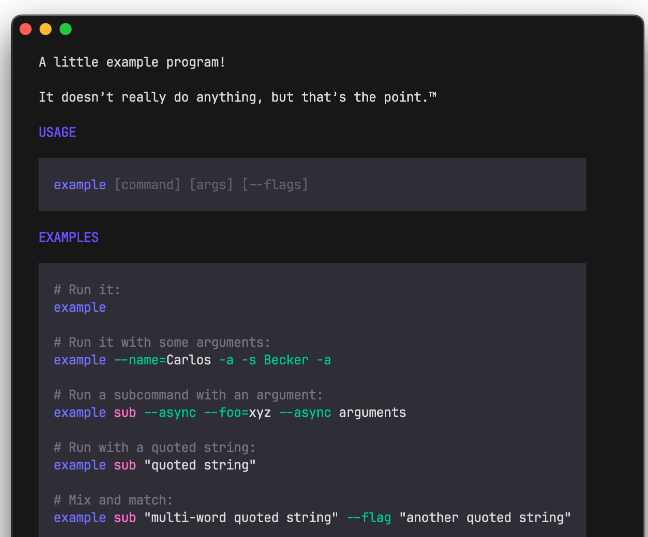 A little example program!
It doesn’t really do anything, but that’s the point.™
USAGE
example [command] [args] [--flags]
EXAMPLES
# Run it:
example
# Run it with some arguments:
example --name=Carlos -a -s Becker -a
# Run a subcommand with an argument:
example sub --async --foo=xyz --async arguments
# Run with a quoted string:
example sub "quoted string"
# Mix and match:
example sub "multi-word quoted string" --flag "another quoted string"